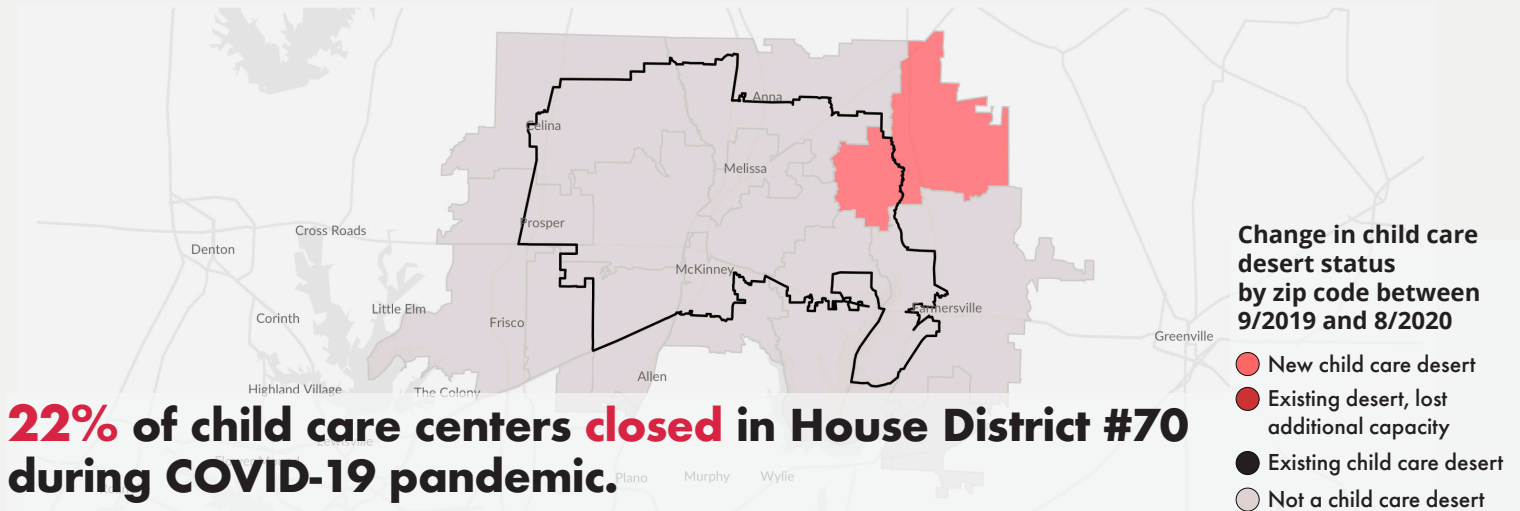 Anna
Celina
Melissa
Prosper
Cross Roads
Denton
McKinney
Little Elm
Corinth
Frisco
Farmersville
Greenville
Allen
Highland Village
The Colony
Change in child care
desert status
by zip code between
9/2019 and 8/2020
New child care desert
Existing desert, lost
additional capacity
Existing child care desert
Not a child care desert
22% of child care centers closed in House District #70
during COVID-19 pandemic.
Lewisville
Plano
Murphy
Wylie